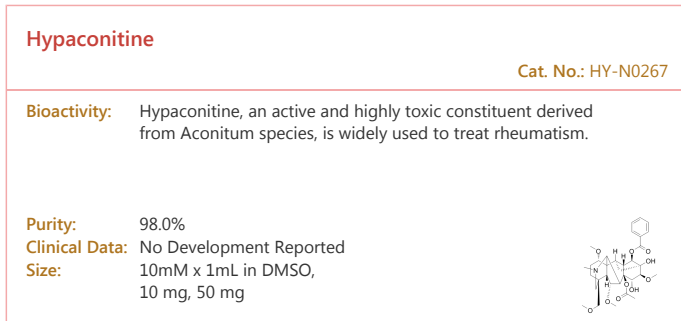 Hypaconitine
Cat. No.: HY-N0267
Bioactivity: Hypaconitine, an active and highly toxic constituent derived
from Aconitum species, is widely used to treat rheumatism.
Purity: 98.0%
Clinical Data: No Development Reported
Size: 10mM x 1mL in DMSO,
10 mg, 50 mg